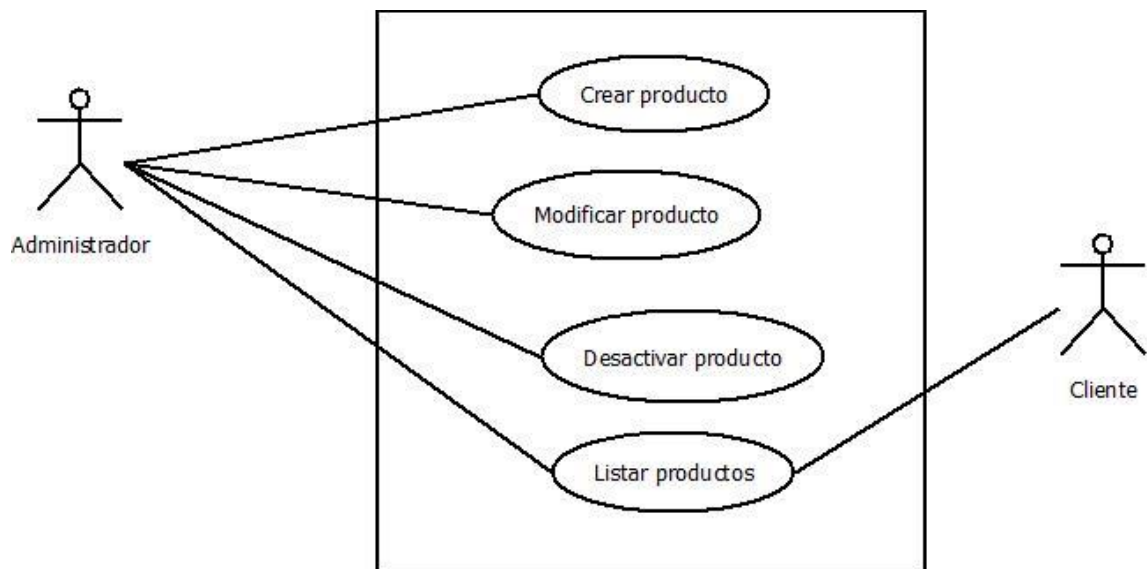 Crear producto
Modificar producto
Administrador
Desactivar producto
Cliente
Listar productos